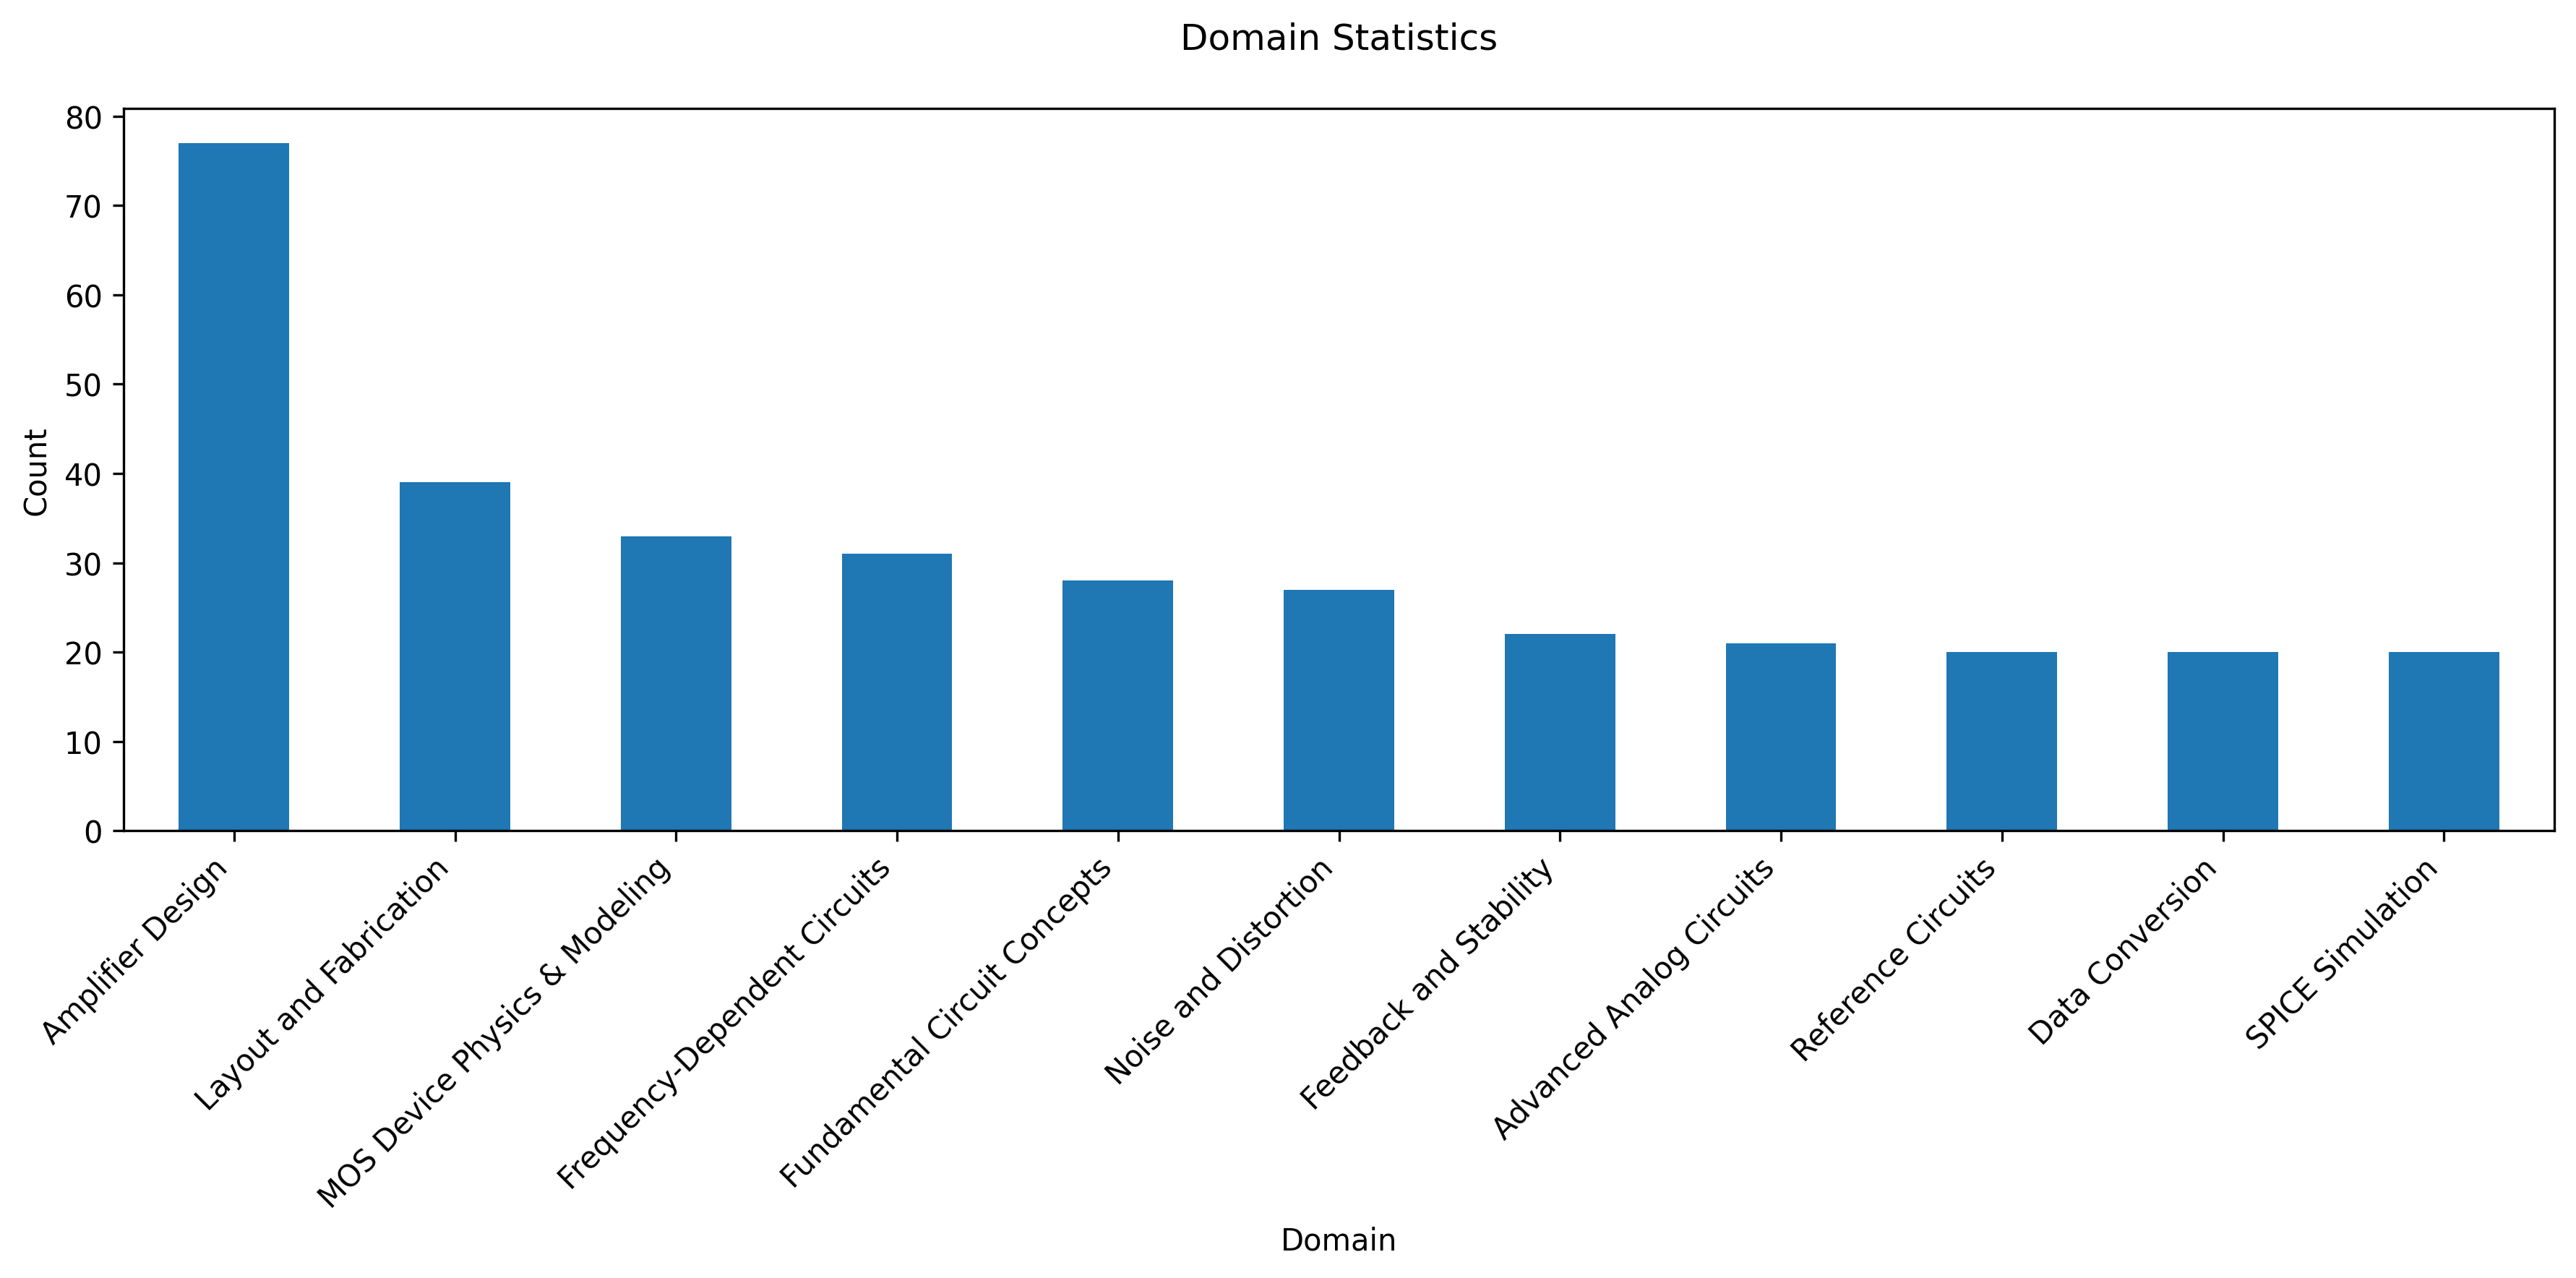 Domain Statistics
80
70
60
50
40
30
20
10
0
Count
Amplifier Design
Layout and Fabrication
MOS Device Physics & Modeling
Frequency-Dependent Circuits
Fundamental Circuit Concepts
Noise and Distortion
Feedback and Stability
Advanced Analog Circuits
Reference Circuits
Data Conversion
SPICE Simulation
Domain